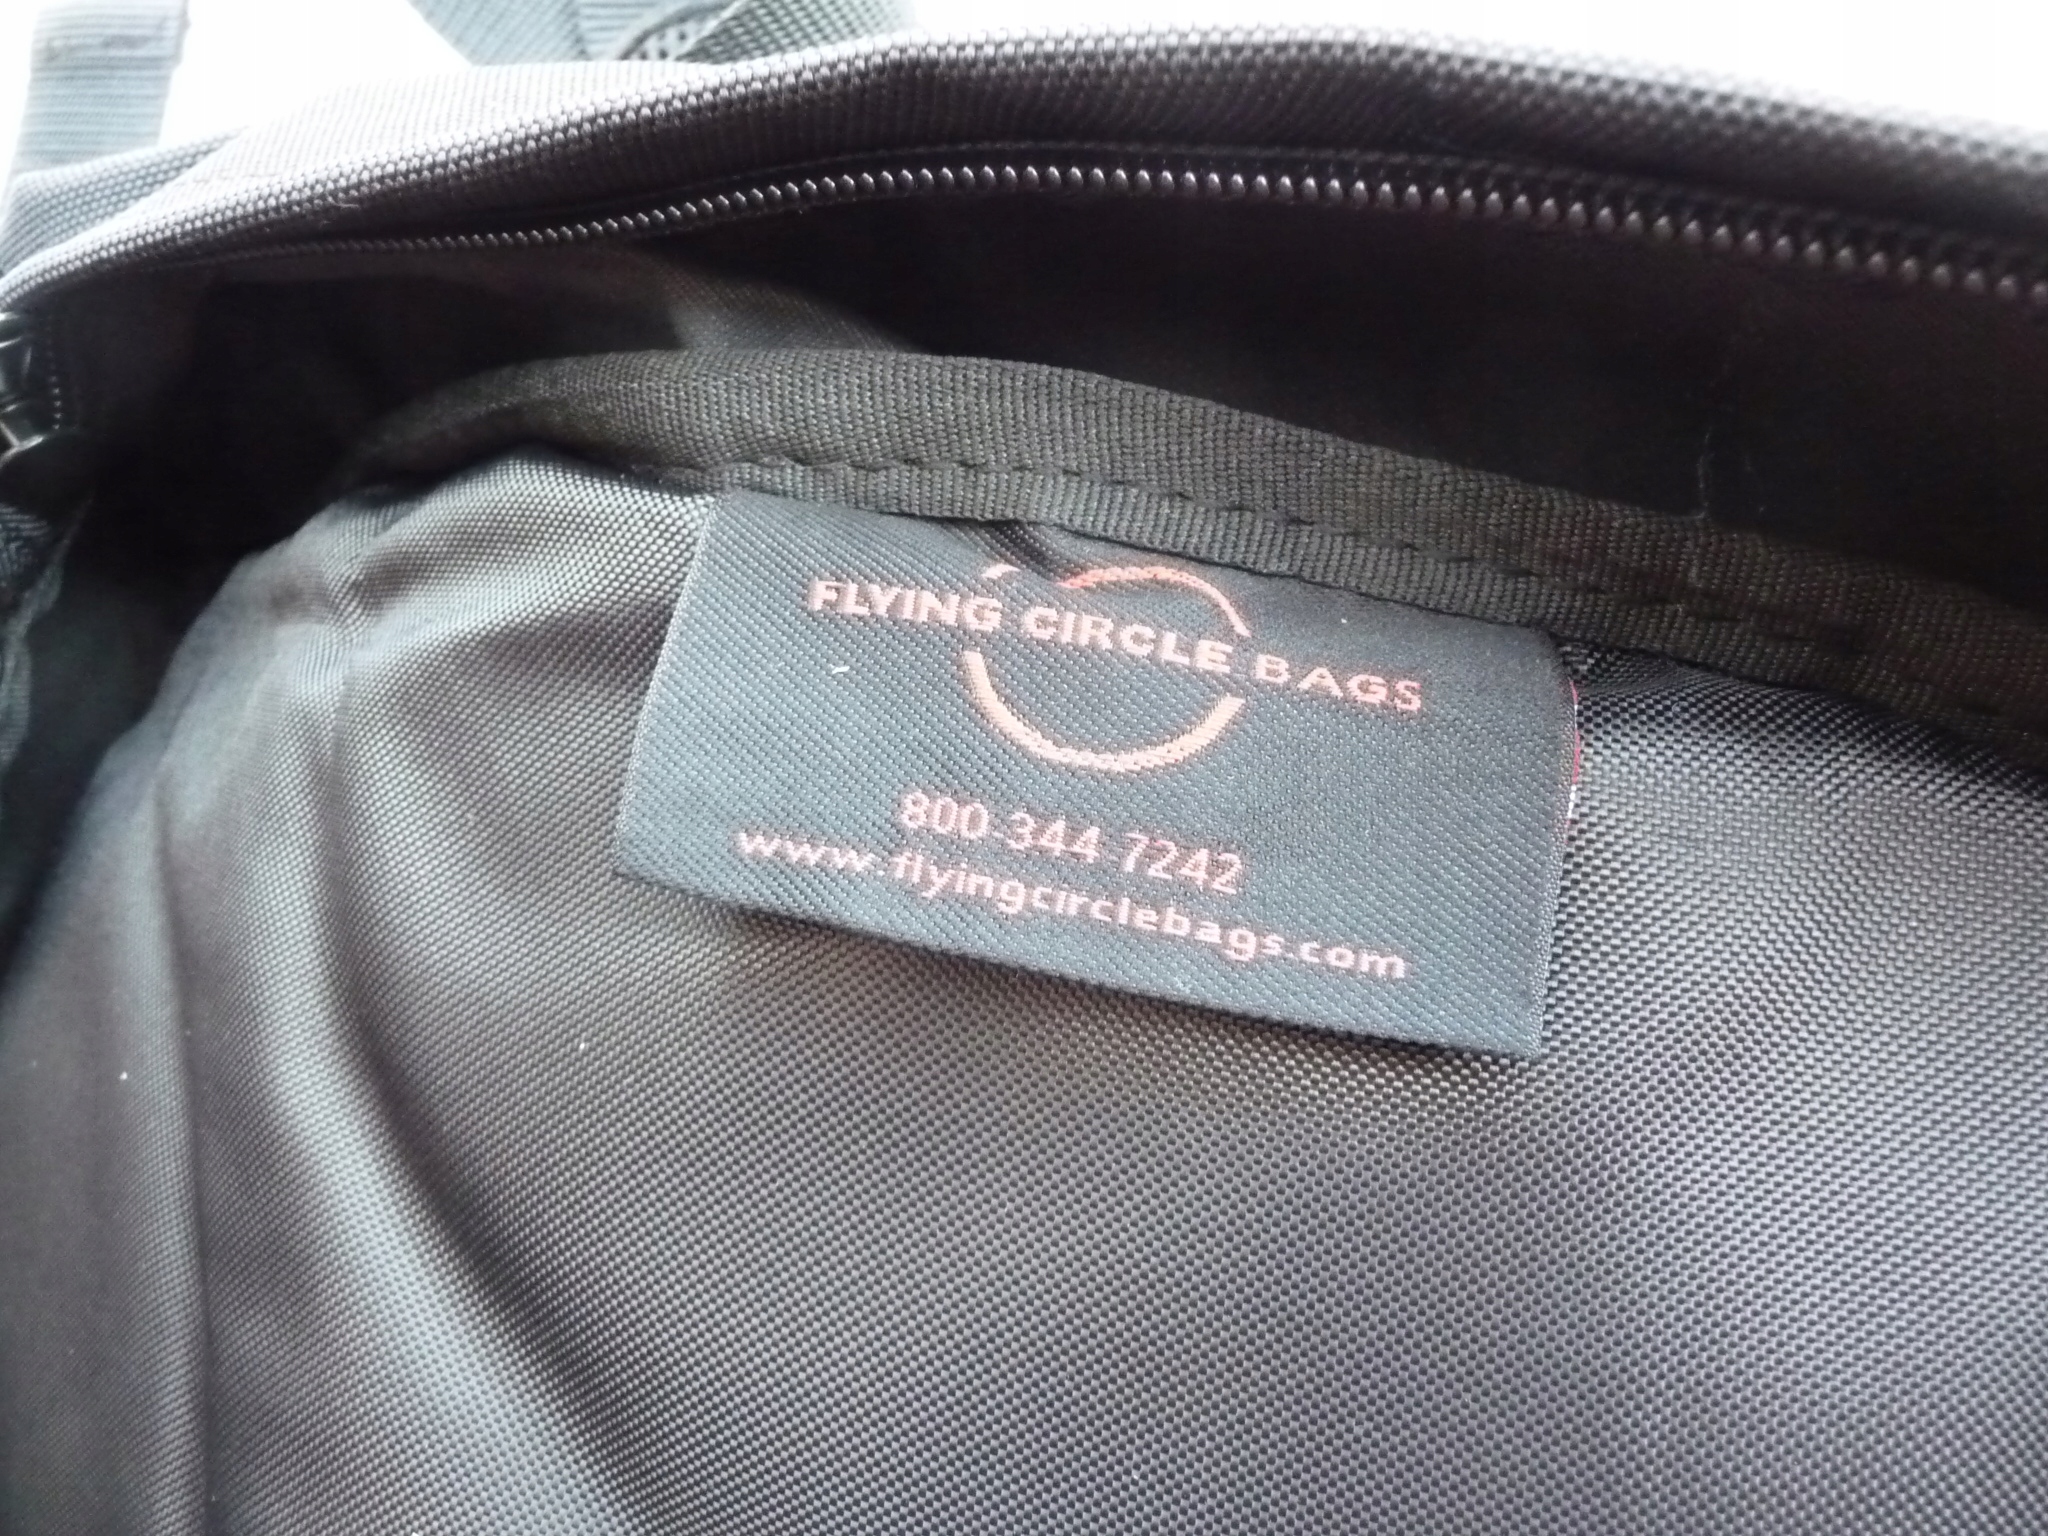 FLYING CIRCLE BAGS
800-344-7242
www.flyingcirclebags.com